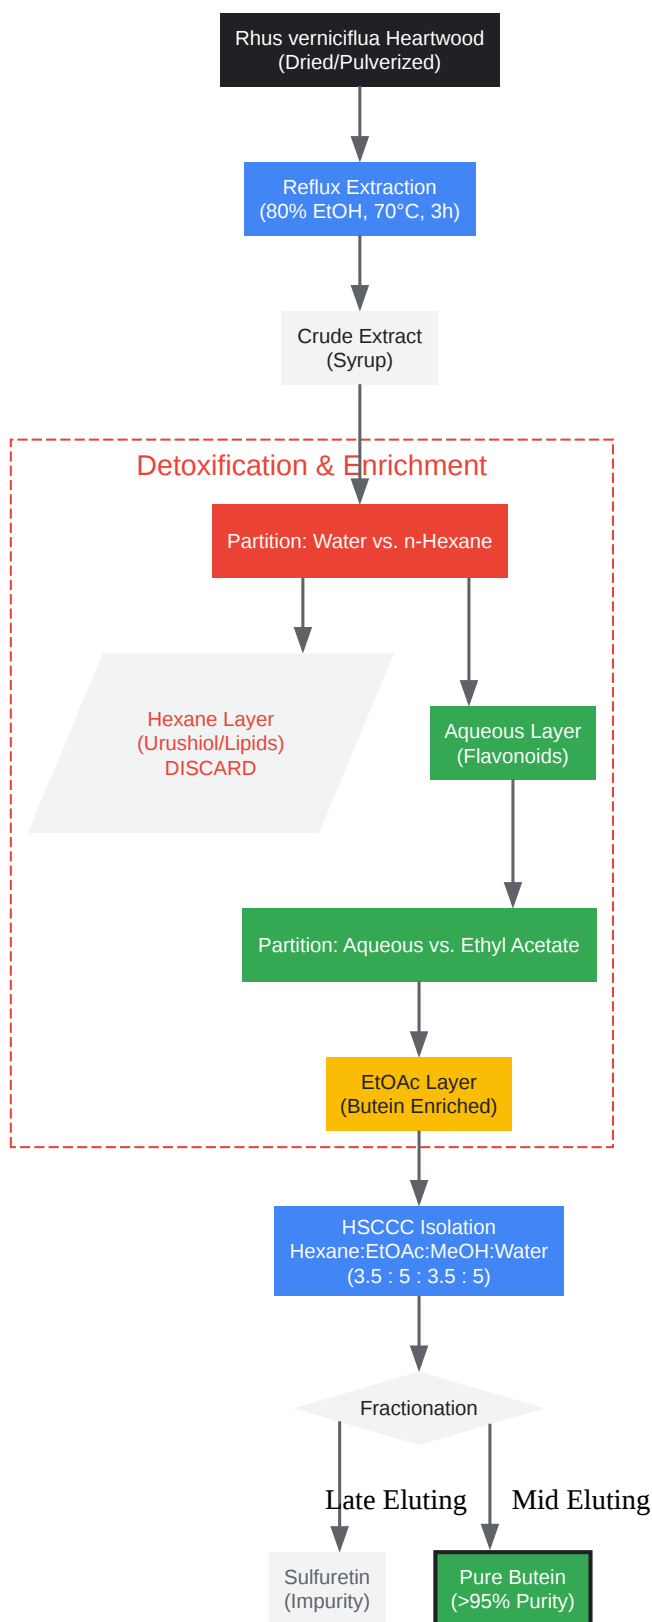 Rhus verniciflua Heartwood
(Dried/Pulverized)
Reflux Extraction
(80% EtOH, 70°C, 3h)
Crude Extract
(Syrup)
Detoxification & Enrichment
Partition: Water vs. n-Hexane
Hexane Layer
(Urushiol/Lipids)
DISCARD
Aqueous Layer
(Flavonoids)
Partition: Aqueous vs. Ethyl Acetate
EtOAc Layer
(Butein Enriched)
HSCCC Isolation
Hexane:EtOAc:MeOH:Water
(3.5 : 5 : 3.5 : 5)
Fractionation
Late Eluting
Mid Eluting
Sulfuretin
(Impurity)
Pure Butein
(>95% Purity)